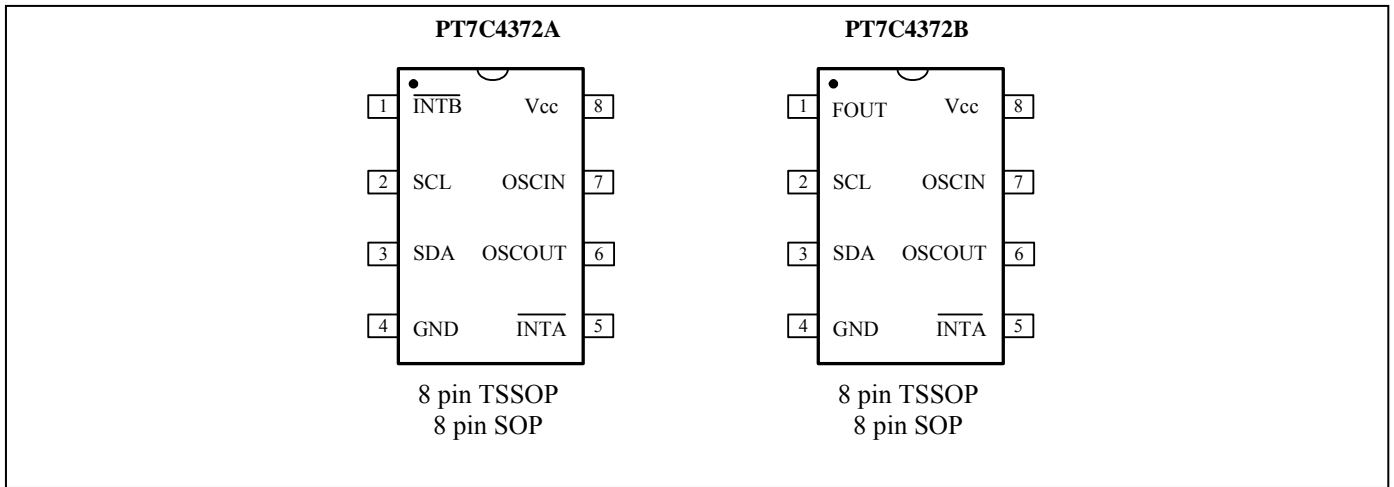 PT7C4372A
1 INTB Vcc 8
2 SCL OSCIN 7
3 SDA OSCOUT 6
4 GND INTA 5
8 pin TSSOP
8 pin SOP
PT7C4372B
1 FOUT Vcc 8
2 SCL OSCIN 7
3 SDA OSCOUT 6
4 GND INTA 5
8 pin TSSOP
8 pin SOP